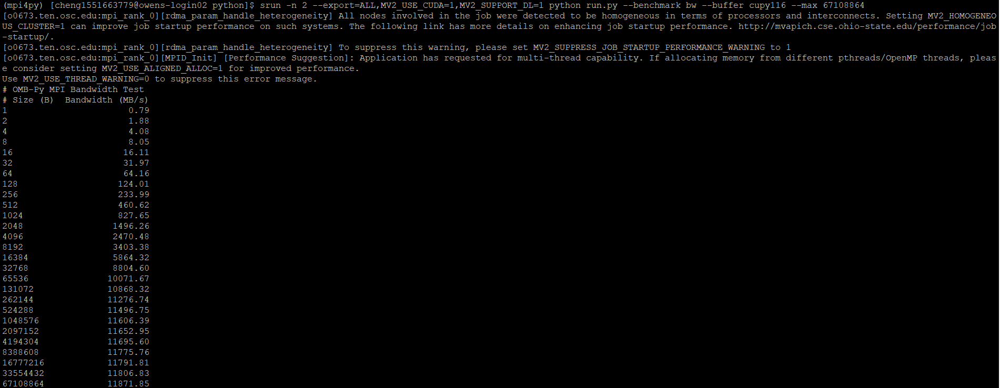 (mpi4py) [cheng1551663779@owens-login02 python]$ srun -n 2 --export=ALL,MV2_USE_CUDA=1,MV2_SUPPORT_DL=1 python run.py --benchmark bw --buffer cupy116 --max 67108864
[o0673.ten.osc.edu:mpi_rank_0][rdma_param_handle_heterogeneity] All nodes involved in the job were detected to be homogeneous in terms of processors and interconnects. Setting MV2_HOMOGENEO
US_CLUSTER=1 can improve job startup performance on such systems. The following link has more details on enhancing job startup performance. http://mvapich.cse.ohio-state.edu/performance/job
-startup/.
[o0673.ten.osc.edu:mpi_rank_0][rdma_param_handle_heterogeneity] To suppress this warning, please set MV2_SUPPRESS_JOB_STARTUP_PERFORMANCE_WARNING to 1
[o0673.ten.osc.edu:mpi_rank_0][MPID_Init] [Performance Suggestion]: Application has requested for multi-thread capability. If allocating memory from different pthreads/OpenMP threads, pleas
e consider setting MV2_USE_ALIGNED_ALLOC=1 for improved performance.
Use MV2_USE_THREAD_WARNING=0 to suppress this error message.
# OMB-Py MPI Bandwidth Test
# Size (B)  Bandwidth (MB/s)
1                       0.79
2                       1.88
4                       4.08
8                       8.05
16                     16.11
32                     31.97
64                     64.16
128                   124.01
256                   233.99
512                   460.62
1024                  827.65
2048                 1496.26
4096                 2470.48
8192                 3403.38
16384                5864.32
32768                8804.60
65536               10071.67
131072              10868.32
262144              11276.74
524288              11496.75
1048576             11606.39
2097152             11652.95
4194304             11695.60
8388608             11775.76
16777216            11791.81
33554432            11806.83
67108864            11871.85